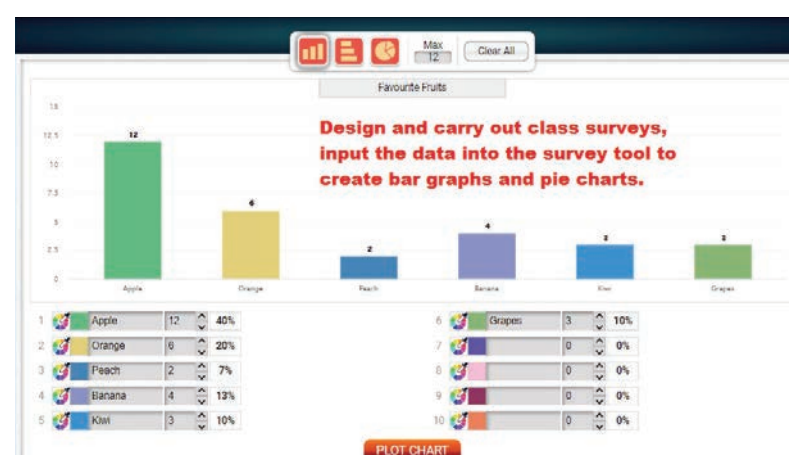 Max
12
Clear All
Favourite Fruits
Design and carry out class surveys,
input the data into the survey tool to
create bar graphs and pie charts.
15
12.5
10
7.5
5
2.5
0
12
6
2
4
3
3
Apple Orange Peach Banana Kiwi Grapes
1 Apple 12 40%
2 Orange 6 20%
3 Peach 2 7%
4 Banana 4 13%
5 Kiwi 3 10%
6 Grapes 3 10%
7 0 0%
8 0 0%
9 0 0%
10 0 0%
PLOT CHART